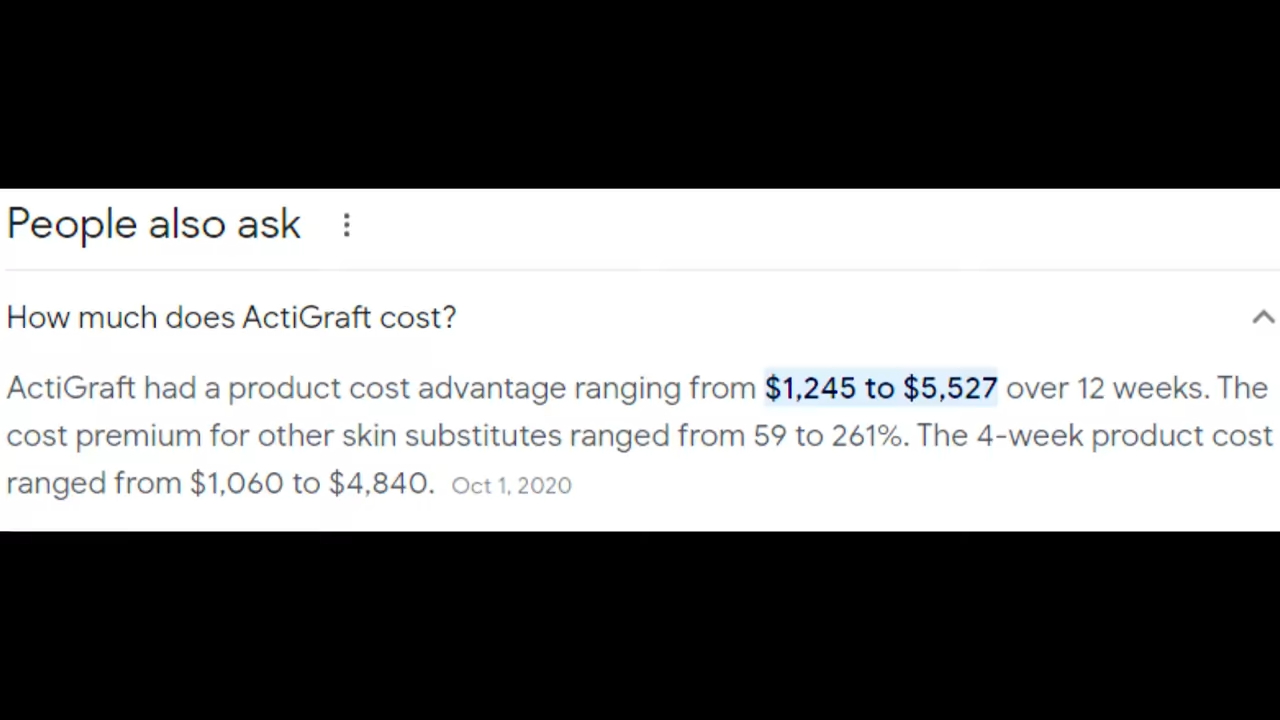 People also ask
How much does ActiGraft cost?
ActiGraft had a product cost advantage ranging from $1,245 to $5,527 over 12 weeks. The
cost premium for other skin substitutes ranged from 59 to 261%. The 4-week product cost
ranged from $1,060 to $4,840. Oct 1, 2020